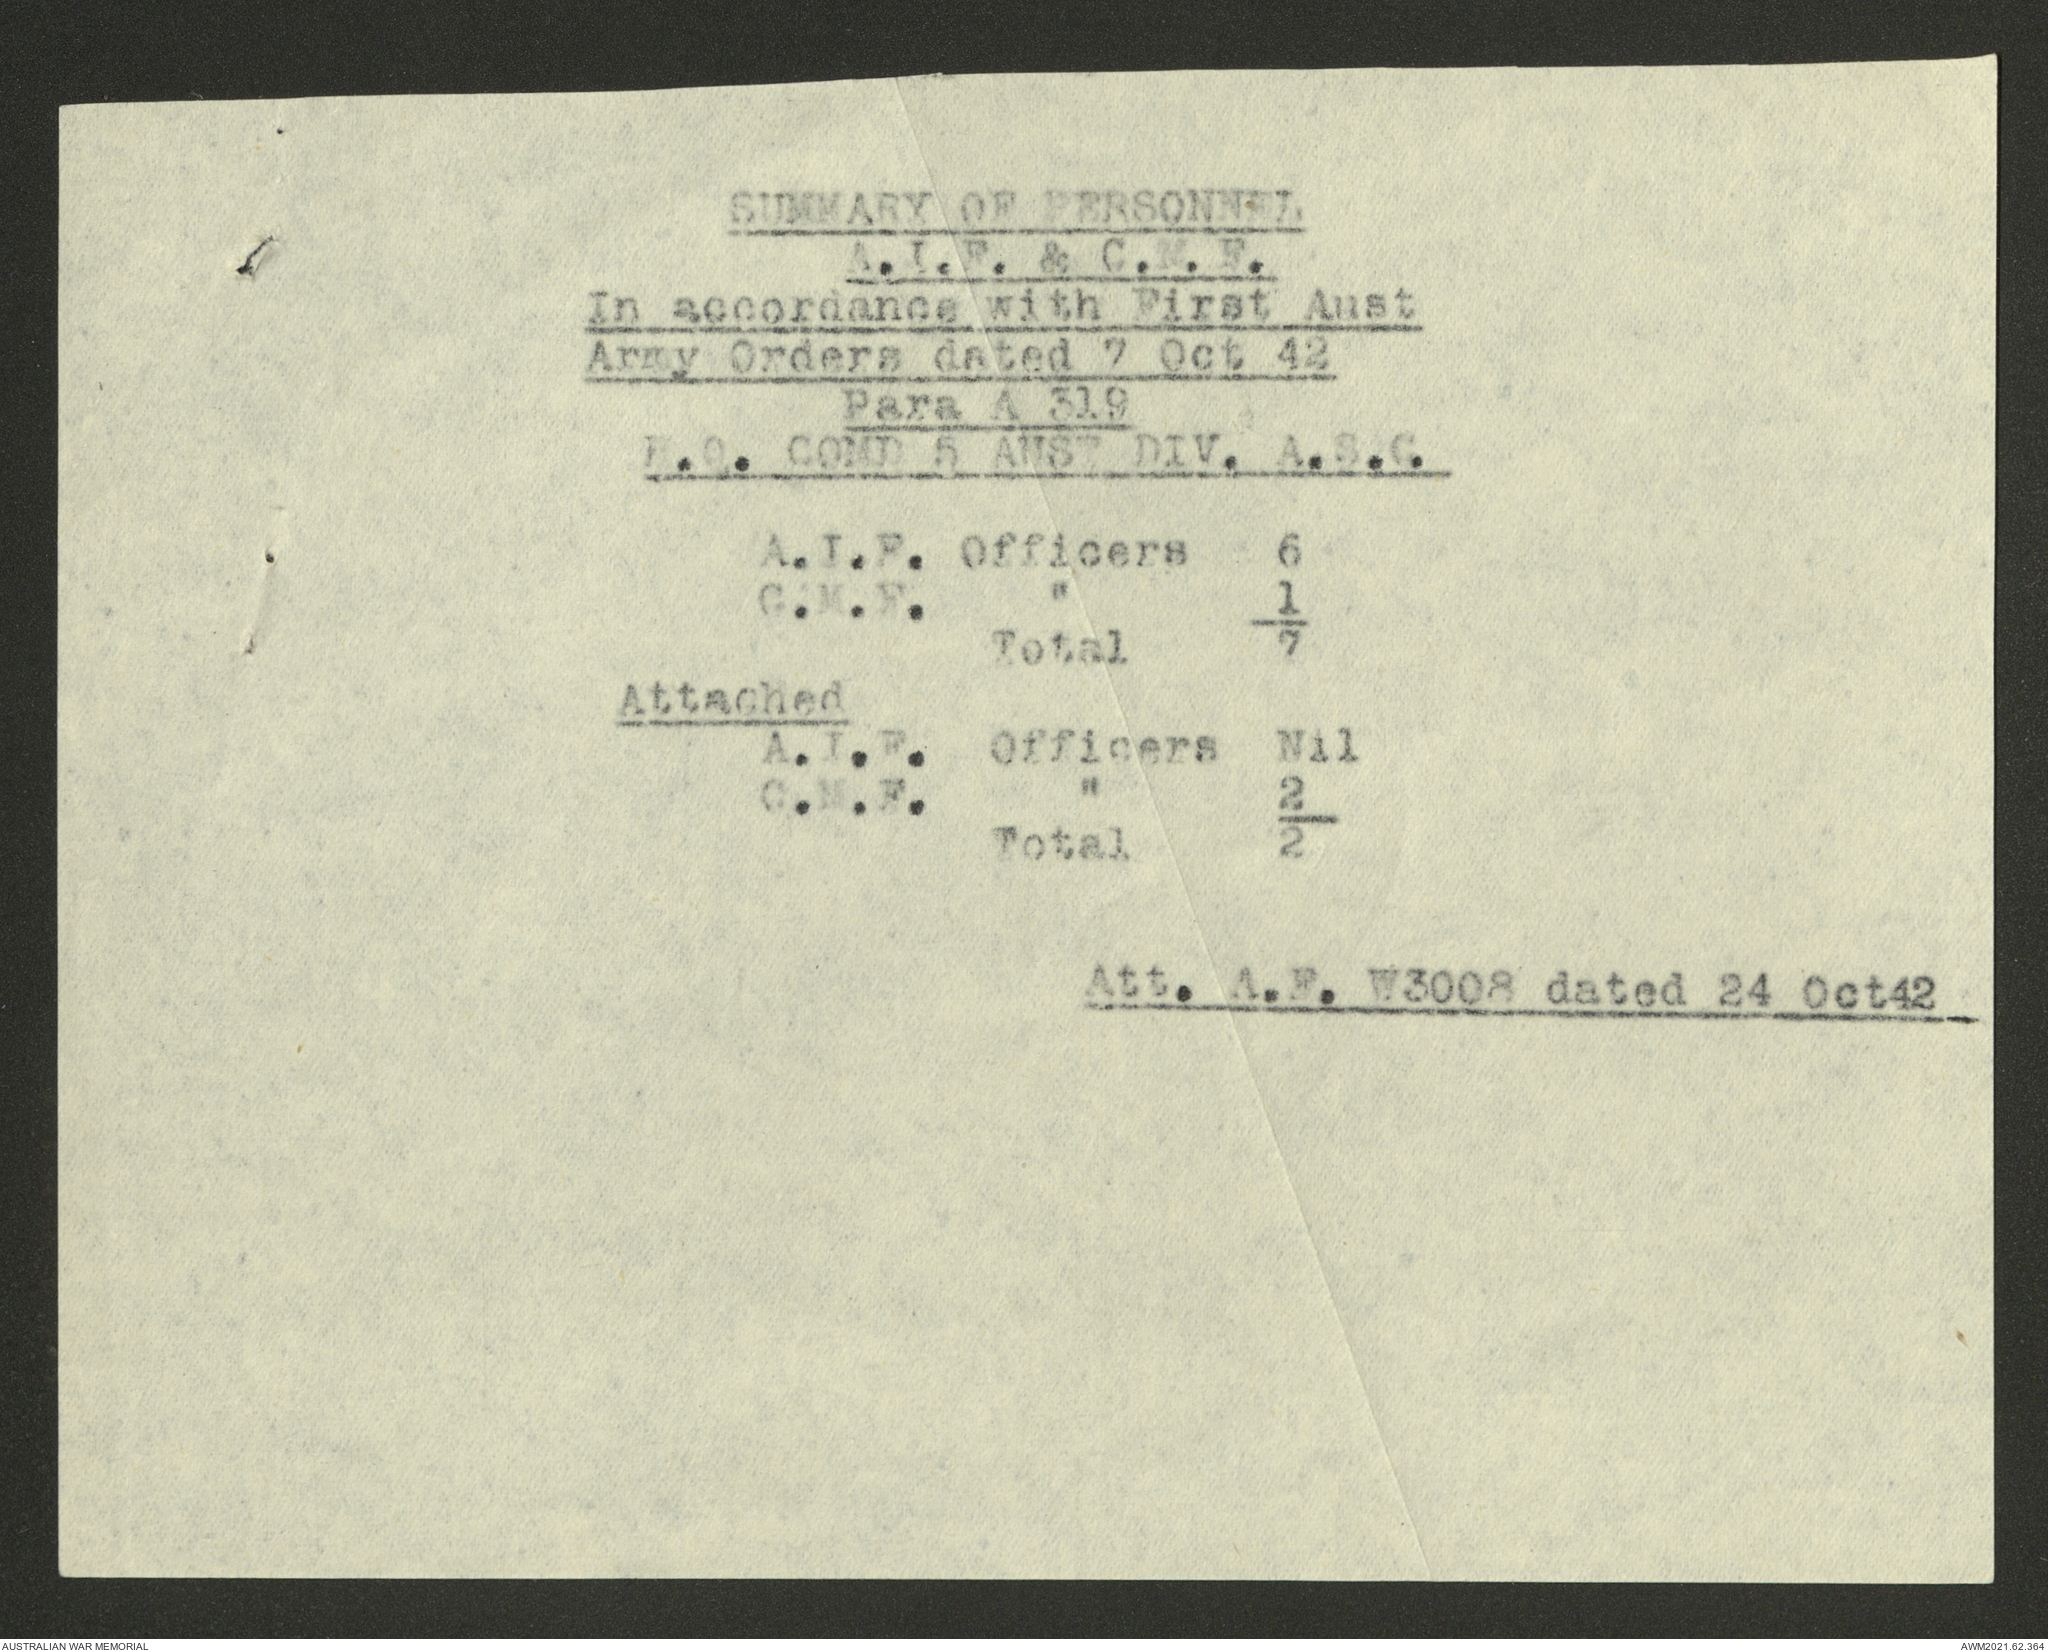 SUMMARY OF PERSONNEL
A.I.F. & C.M.F.
In accordance with First Aust
Army Orders dated 7 Oct 42
Para A 319
H.Q. COMD 5 AUST DIV. A.S.C.
A.I.F. Officers 6
C.M.F. " 1
Total 7
Attached
A.I.F. Officers Nil
C.M.F. " 2
Total 2
Att. A.F. W3008 dated 24 Oct42
AUSTRALIAN WAR MEMORIAL
AWM2021.62.364